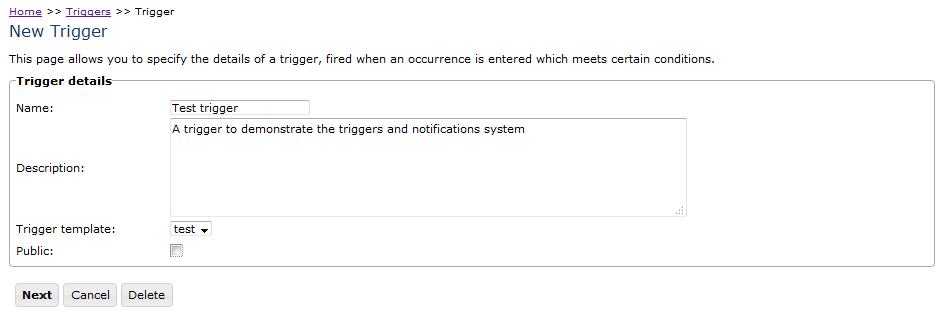 Home >> Triggers >> Trigger
New Trigger
This page allows you to specify the details of a trigger, fired when an occurrence is entered which meets certain conditions.
Trigger details
Name: Test trigger
Description: A trigger to demonstrate the triggers and notifications system
Trigger template: test
Public:
Next Cancel Delete